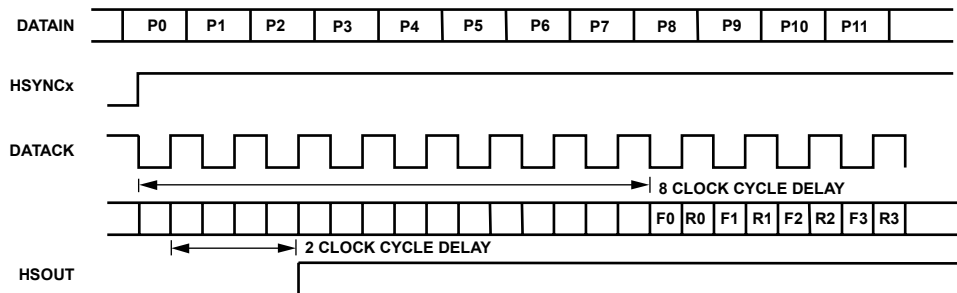 DATAIN P0 P1 P2 P3 P4 P5 P6 P7 P8 P9 P10 P11
HSYNCx
DATACK
8 CLOCK CYCLE DELAY
F0 R0 F1 R1 F2 R2 F3 R3
2 CLOCK CYCLE DELAY
HSOUT